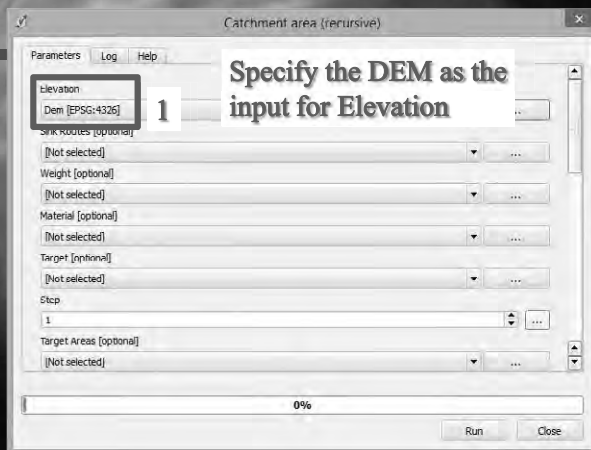 Catchment area (recursive)
Parameters Log Help
Elevation
Dem [EPSG:4326]
1
Specify the DEM as the
input for Elevation
...
Sink Routes [optional]
[Not selected] ...
Weight [optional]
[Not selected] ...
Material [optional]
[Not selected] ...
Target [optional]
[Not selected] ...
Step
1 ...
Target Areas [optional]
[Not selected] ...
0%
Run Close